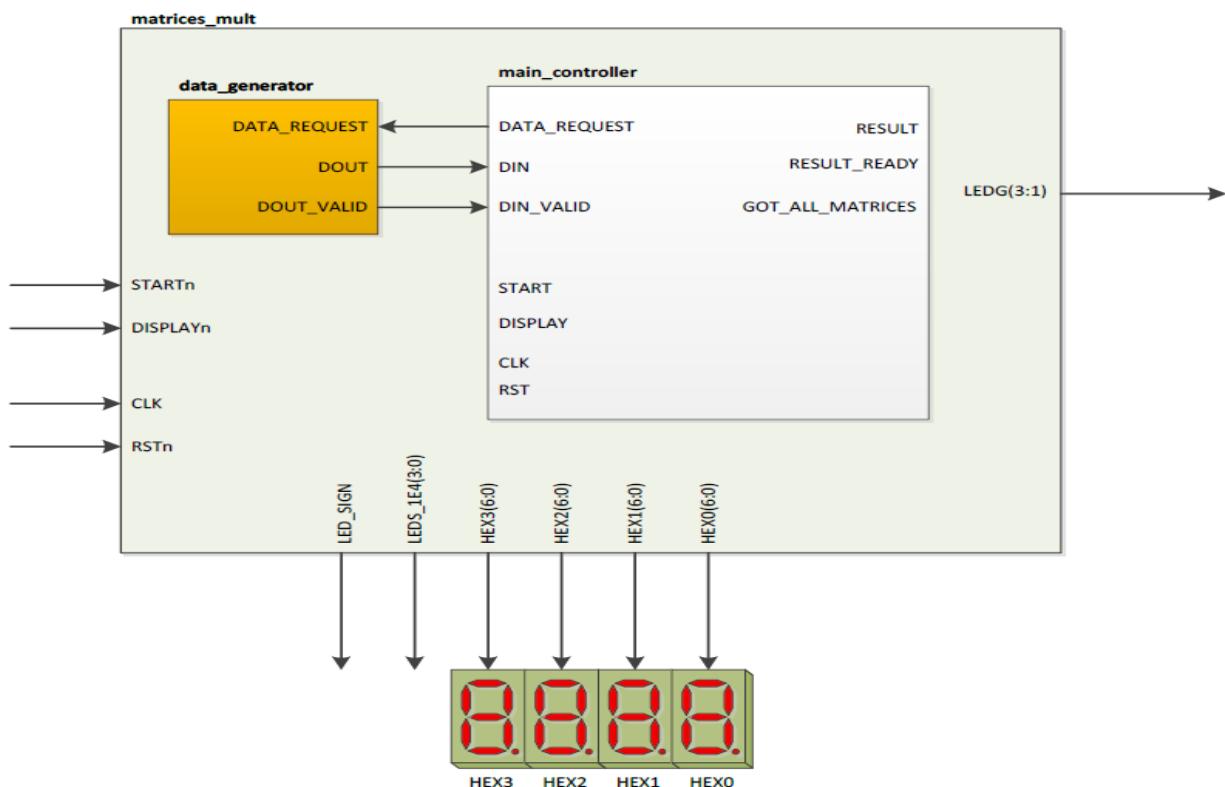 matrices_mult
data_generator
DATA_REQUEST
DOUT
DOUT_VALID
main_controller
DATA_REQUEST
DIN
DIN_VALID
START
DISPLAY
CLK
RST
RESULT
RESULT_READY
GOT_ALL_MATRICES
LEDG(3:1)
STARTn
DISPLAYn
CLK
RSTn
LED_SIGN
LEDS_1E4(3:0)
HEX3(6:0)
HEX2(6:0)
HEX1(6:0)
HEX0(6:0)
HEX3
HEX2
HEX1
HEX0